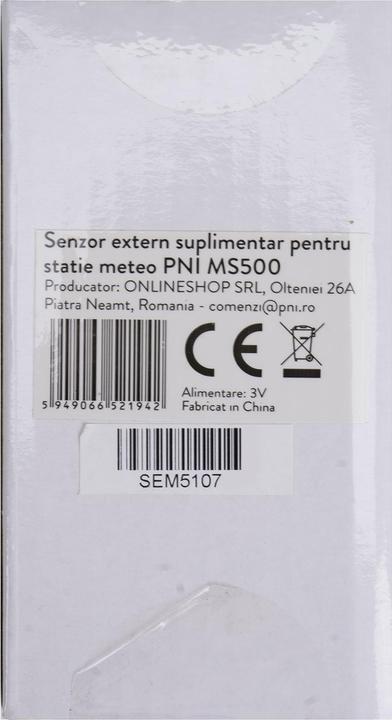 Senzor extern suplimentar pentru
statie meteo PNI MS500
Producator: ONLINESHOP SRL, Olteniei 26A
Piatra Neamt, Romania - comenzi@pni.ro
CE
5 949066 521942
Alimentare: 3V
Fabricat in China
SEM5107